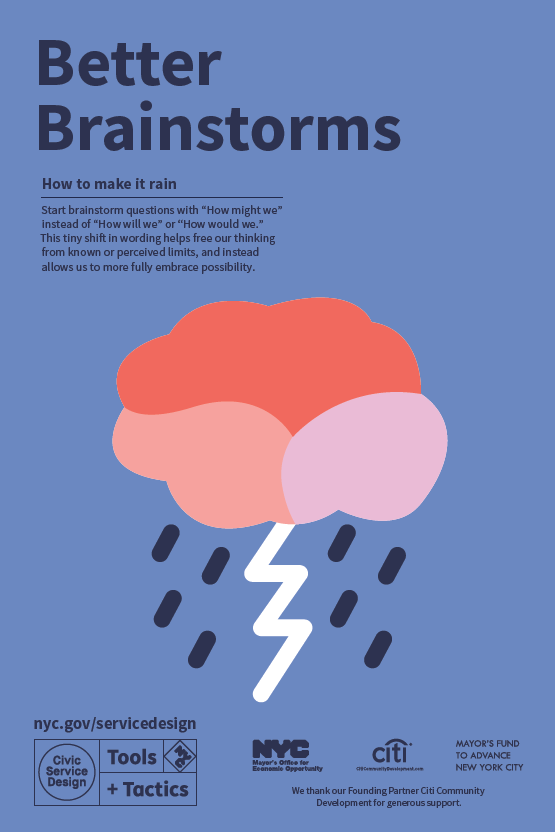 Better
Brainstorms
How to make it rain
Start brainstorm questions with “How might we”
instead of “How will we” or “How would we.”
This tiny shift in wording helps free our thinking
from known or perceived limits, and instead
allows us to more fully embrace possibility.
nyc.gov/servicedesign
Civic
Service
Design
Tools
+ Tactics
NYC
Mayor's Office for
Economic Opportunity
citi
CitiCommunityDevelopment.com
MAYOR'S FUND
TO ADVANCE
NEW YORK CITY
We thank our Founding Partner Citi Community
Development for generous support.